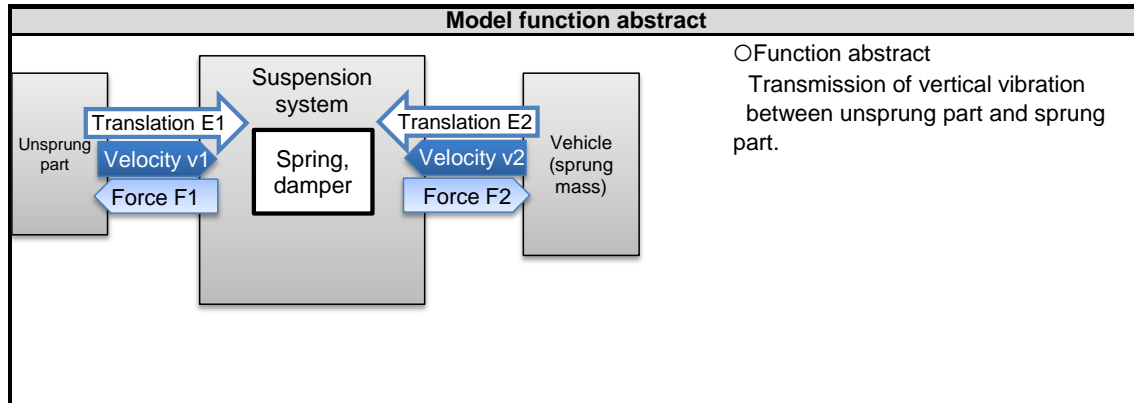 Model function abstract
Suspension
system
Translation E1
Translation E2
Unsprung
part
Velocity v1
Spring,
damper
Velocity v2
Vehicle
(sprung
mass)
Force F1
Force F2
○Function abstract
Transmission of vertical vibration
between unsprung part and sprung
part.